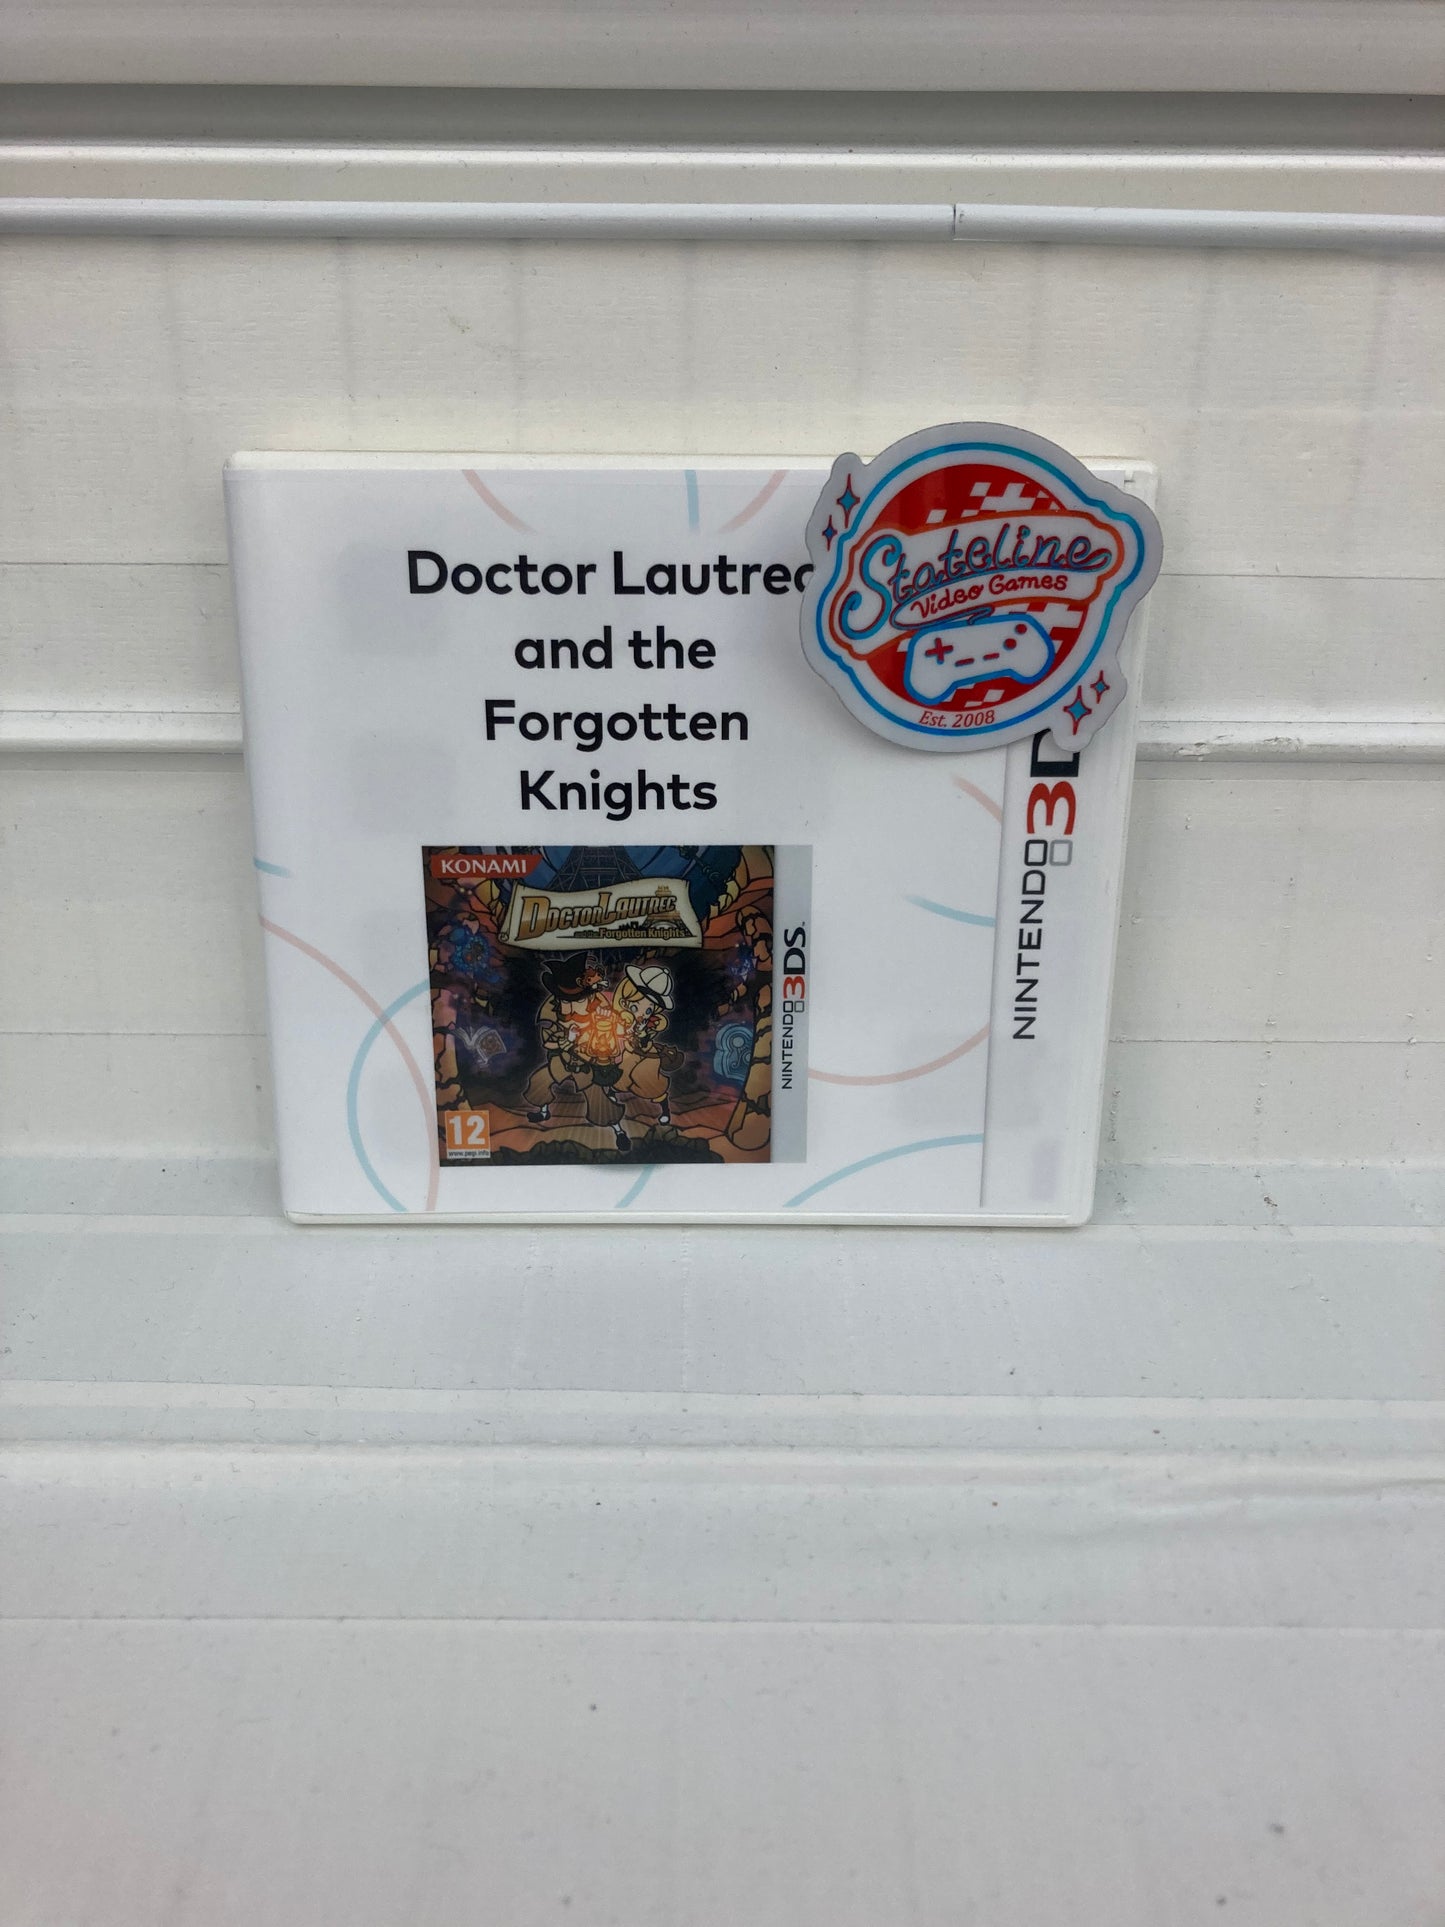 Doctor Lautrec
and the
Forgotten
Knights
Stateline
Video Games
Est. 2008
NINTENDO 3D
KONAMI
DOCTOR LAUTREC
and the Forgotten Knights
NINTENDO 3DS
12
www.pegi.info